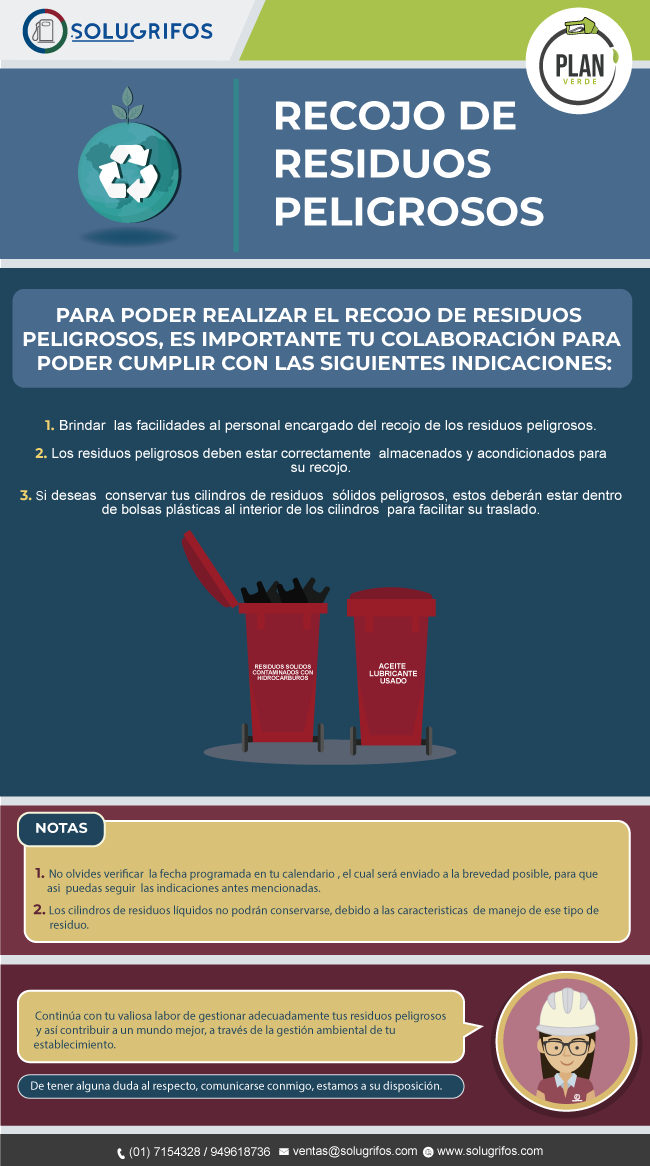 SOLUGRIFOS
PLAN
VERDE
RECOJO DE
RESIDUOS
PELIGROSOS
PARA PODER REALIZAR EL RECOJO DE RESIDUOS
PELIGROSOS, ES IMPORTANTE TU COLABORACIÓN PARA
PODER CUMPLIR CON LAS SIGUIENTES INDICACIONES:
1. Brindar las facilidades al personal encargado del recojo de los residuos peligrosos.
2. Los residuos peligrosos deben estar correctamente almacenados y acondicionados para
su recojo.
3. Si deseas conservar tus cilindros de residuos sólidos peligrosos, estos deberán estar dentro
de bolsas plásticas al interior de los cilindros para facilitar su traslado.
RESIDUOS SOLIDOS
CONTAMINADOS CON
HIDROCARBUROS
ACEITE
LUBRICANTE
USADO
NOTAS
1. No olvides verificar la fecha programada en tu calendario , el cual será enviado a la brevedad posible, para que
asi puedas seguir las indicaciones antes mencionadas.
2. Los cilindros de residuos líquidos no podrán conservarse, debido a las caracteristicas de manejo de ese tipo de
residuo.
Continúa con tu valiosa labor de gestionar adecuadamente tus residuos peligrosos
y así contribuir a un mundo mejor, a través de la gestión ambiental de tu
establecimiento.
De tener alguna duda al respecto, comunicarse conmigo, estamos a su disposición.
(01) 7154328 / 949618736 ventas@solugrifos.com www.solugrifos.com